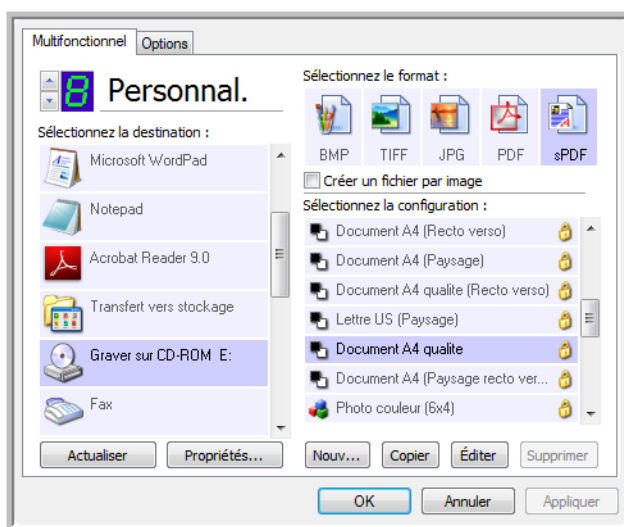 Multifonctionnel Options
8 Personnal.
Sélectionnez la destination :
Microsoft WordPad
Notepad
Acrobat Reader 9.0
Transfert vers stockage
Graver sur CD-ROM E:
Fax
Actualiser Propriétés...
Sélectionnez le format :
BMP TIFF JPG PDF sPDF
Créer un fichier par image
Sélectionnez la configuration :
Document A4 (Recto verso)
Document A4 (Paysage)
Document A4 qualite (Recto verso)
Lettre US (Paysage)
Document A4 qualite
Document A4 (Paysage recto ver...
Photo couleur (6x4)
Nouv... Copier Éditer Supprimer
OK Annuler Appliquer